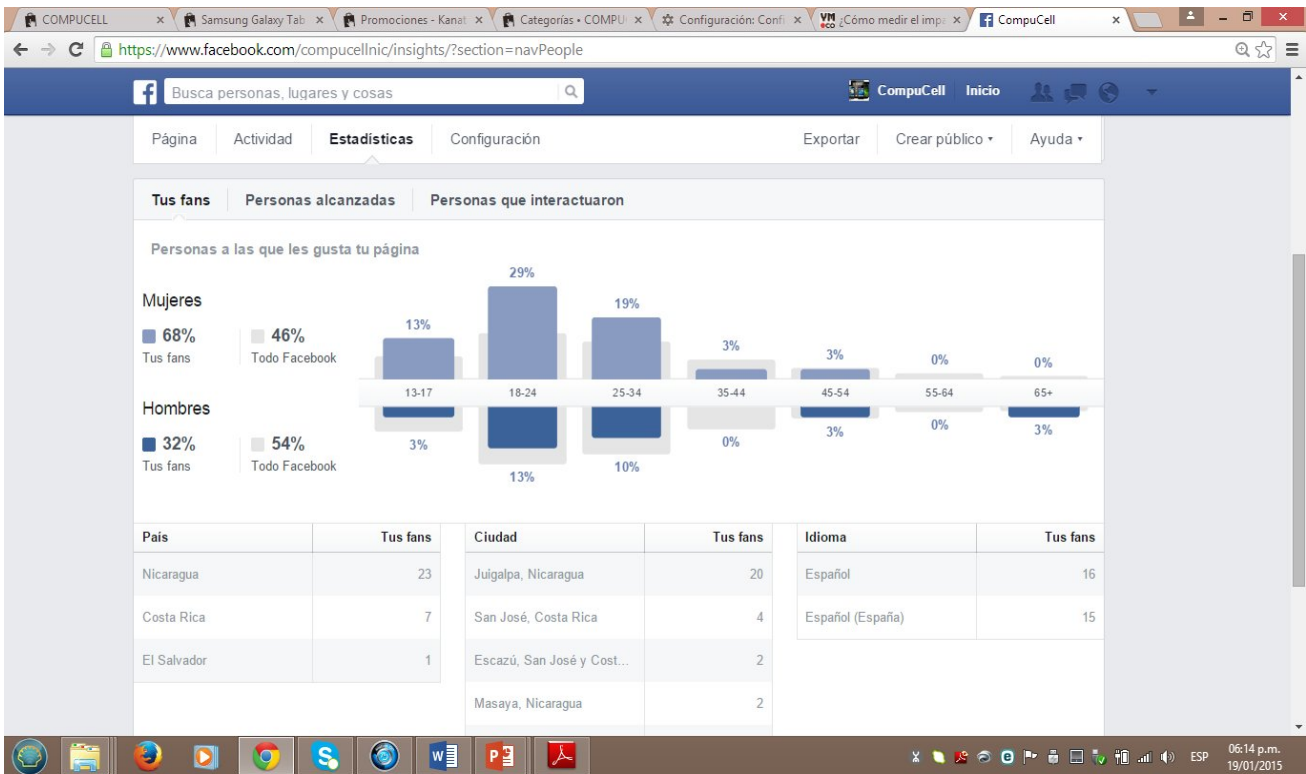 COMPUCELL
Samsung Galaxy Tab
Promociones - Kanat
Categorías • COMPU
Configuración: Confi
VM co ¿Cómo medir el impa
CompuCell
https://www.facebook.com/compucellnic/insights/?section=navPeople
Busca personas, lugares y cosas
CompuCell Inicio
Página Actividad Estadísticas Configuración Exportar Crear público Ayuda
Tus fans Personas alcanzadas Personas que interactuaron
Personas a las que les gusta tu página
Mujeres
68% 46%
Tus fans Todo Facebook
13% 29% 19% 3% 3% 0% 0%
13-17 18-24 25-34 35-44 45-54 55-64 65+
Hombres
32% 54%
Tus fans Todo Facebook
3% 13% 10% 0% 3% 0% 3%
País Tus fans Ciudad Tus fans Idioma Tus fans
Nicaragua 23 Juigalpa, Nicaragua 20 Español 16
Costa Rica 7 San José, Costa Rica 4 Español (España) 15
El Salvador 1 Escazú, San José y Cost... 2
Masaya, Nicaragua 2
ESP 06:14 p.m.
19/01/2015